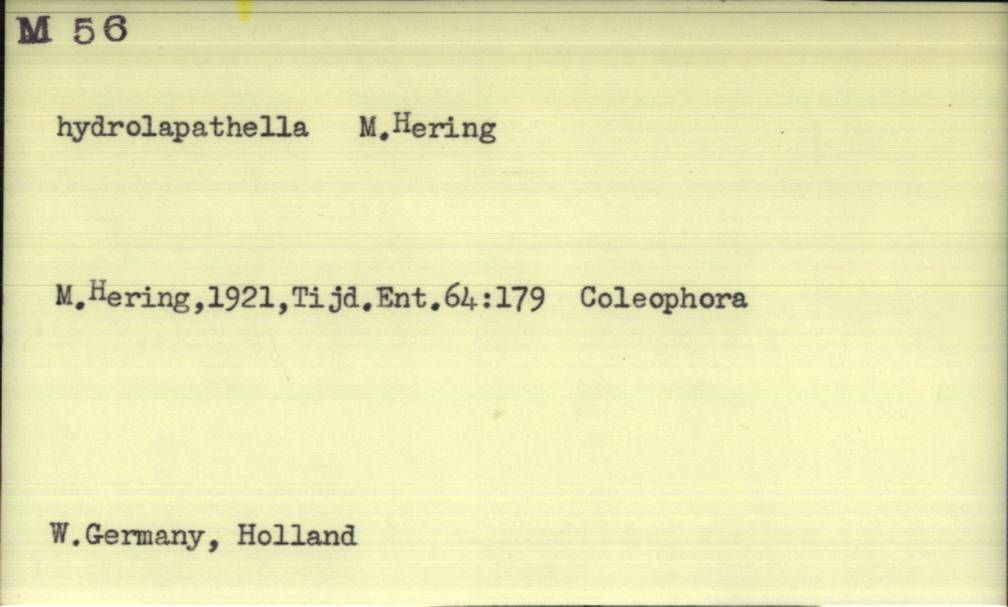 M 56
hydrolapathella M.Hering
M.Hering,1921,Tijd.Ent.64:179 Coleophora
W.Germany, Holland